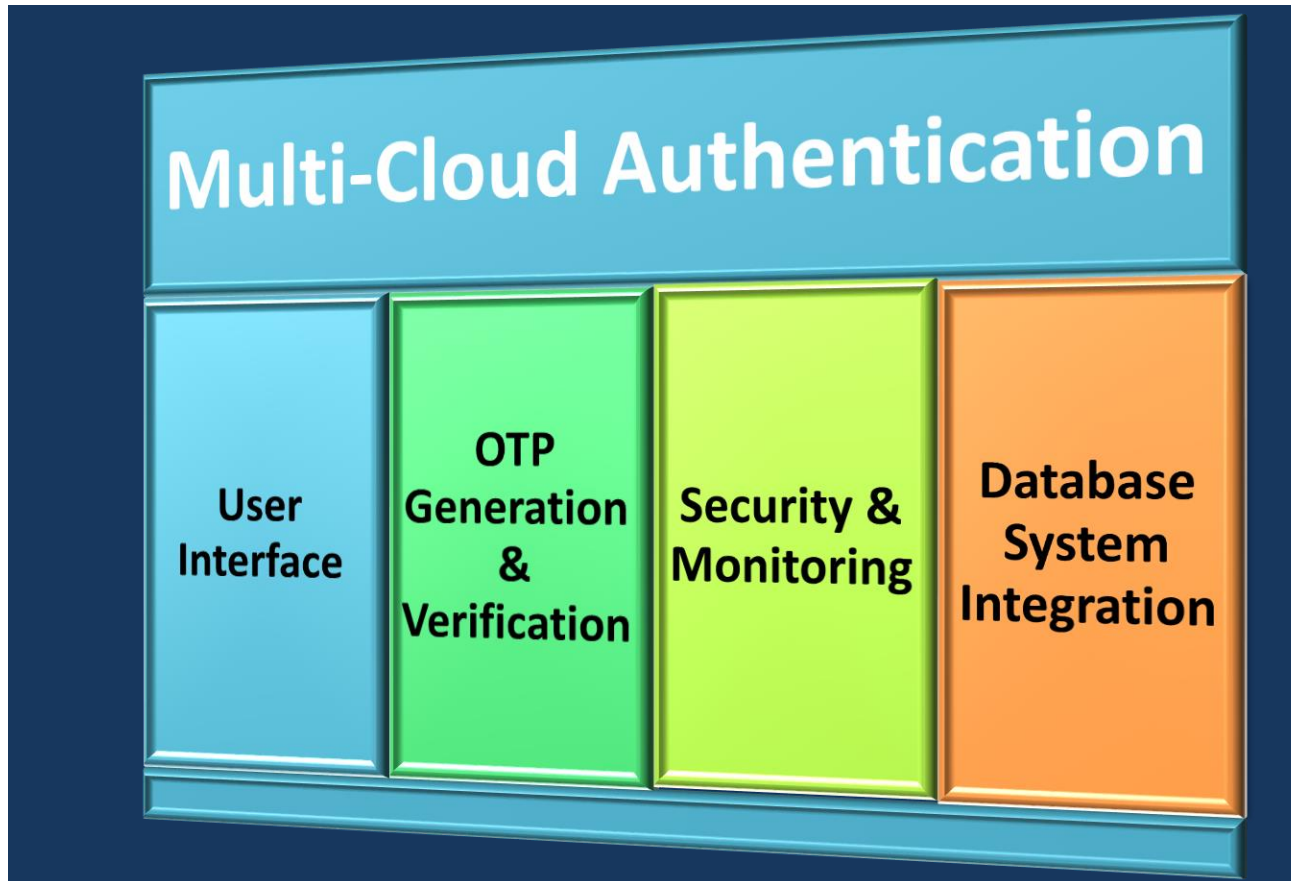 Multi-Cloud Authentication
User
Interface
OTP
Generation
&
Verification
Security &
Monitoring
Database
System
Integration